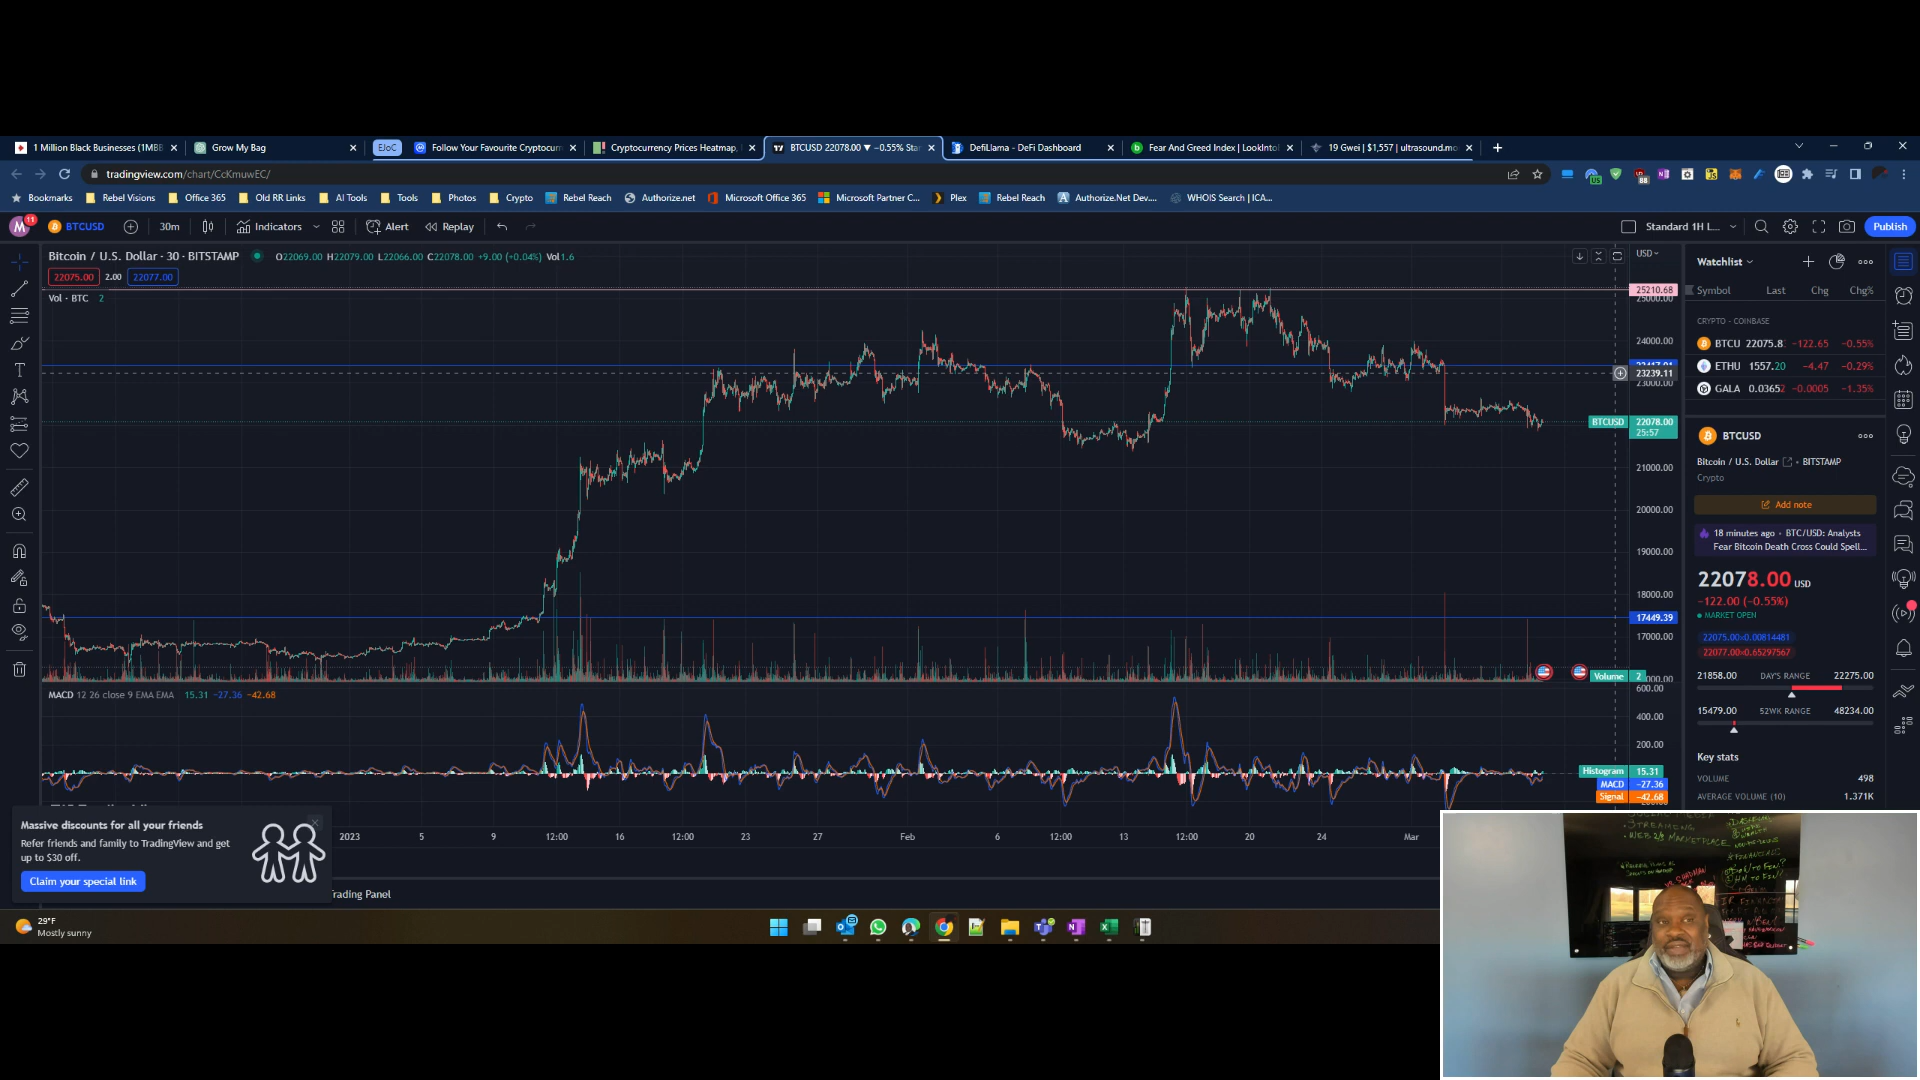 1 Million Black Businesses (1MBB
Grow My Bag
EJoC
Follow Your Favourite Cryptocurr
Cryptocurrency Prices Heatmap,
BTCUSD 22078.00 ▼ −0.55% Sta
DefiLlama - DeFi Dashboard
Fear And Greed Index | LookIntol
19 Gwei | $1,557 | ultrasound.mo
tradingview.com/chart/CcKmuwEC/
Bookmarks
Rebel Visions
Office 365
Old RR Links
AI Tools
Tools
Photos
Crypto
Rebel Reach
Authorize.net
Microsoft Office 365
Microsoft Partner C...
Plex
Rebel Reach
Authorize.Net Dev....
WHOIS Search | ICA...
M 11
BTCUSD
30m
Indicators
Alert
Replay
Standard 1H L...
Publish
Bitcoin / U.S. Dollar · 30 · BITSTAMP
O22069.00 H22079.00 L22066.00 C22078.00 +9.00 (+0.04%) Vol1.6
22075.00 2.00 22077.00
Vol · BTC 2
USD
25210.68
25000.00
24000.00
23239.11
23000.00
BTCUSD 22078.00
25:57
21000.00
20000.00
19000.00
18000.00
17449.39
17000.00
Volume 2
MACD 12 26 close 9 EMA EMA 15.31 −27.36 −42.68
600.00
400.00
200.00
Histogram 15.31
MACD −27.36
Signal −42.68
2023
5
9
12:00
16
12:00
23
27
Feb
6
12:00
13
12:00
20
24
Mar
Massive discounts for all your friends
Refer friends and family to TradingView and get
up to $30 off.
Claim your special link
rading Panel
Watchlist
Symbol Last Chg Chg%
CRYPTO - COINBASE
BTCU 22075.8 −122.65 −0.55%
ETHU 1557.20 −4.47 −0.29%
GALA 0.0365 −0.0005 −1.35%
BTCUSD
Bitcoin / U.S. Dollar • BITSTAMP
Crypto
Add note
18 minutes ago • BTC/USD: Analysts
Fear Bitcoin Death Cross Could Spell...
22078.00 USD
−122.00 (−0.55%)
MARKET OPEN
22075.00×0.00814481
22077.00×0.65297567
21858.00 DAY'S RANGE 22275.00
15479.00 52WK RANGE 48234.00
Key stats
VOLUME 498
AVERAGE VOLUME (10) 1.371K
STREAMING
29°F
Mostly sunny